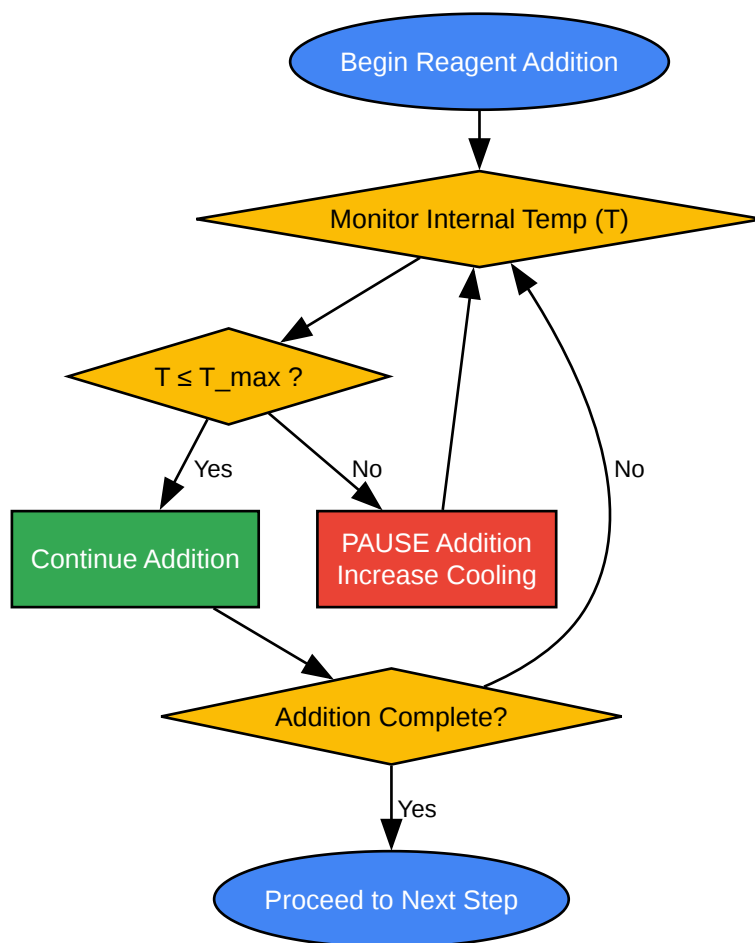 Begin Reagent Addition
Monitor Internal Temp (T)
T ≤ T_max ?
Yes
No
No
Continue Addition
PAUSE Addition
Increase Cooling
Addition Complete?
Yes
Proceed to Next Step